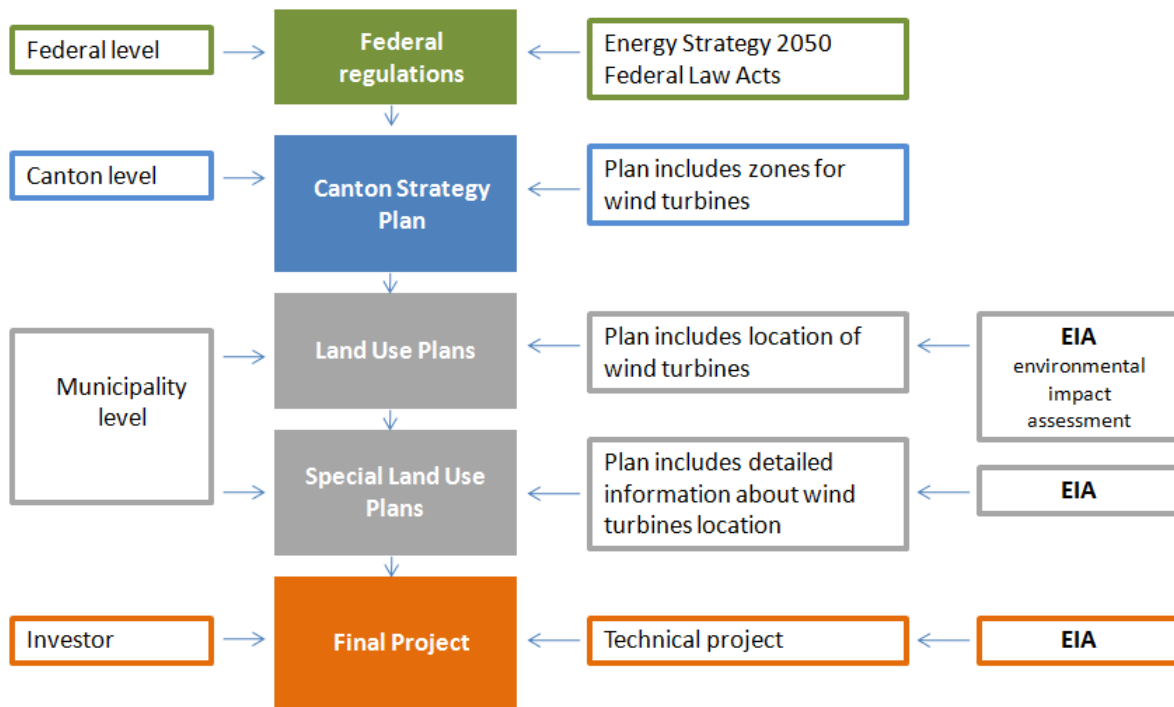 Federal level
Federal
regulations
Energy Strategy 2050
Federal Law Acts
Canton level
Canton Strategy
Plan
Plan includes zones for
wind turbines
Municipality
level
Land Use Plans
Plan includes location of
wind turbines
EIA
environmental
impact
assessment
Special Land Use
Plans
Plan includes detailed
information about wind
turbines location
EIA
Investor
Final Project
Technical project
EIA